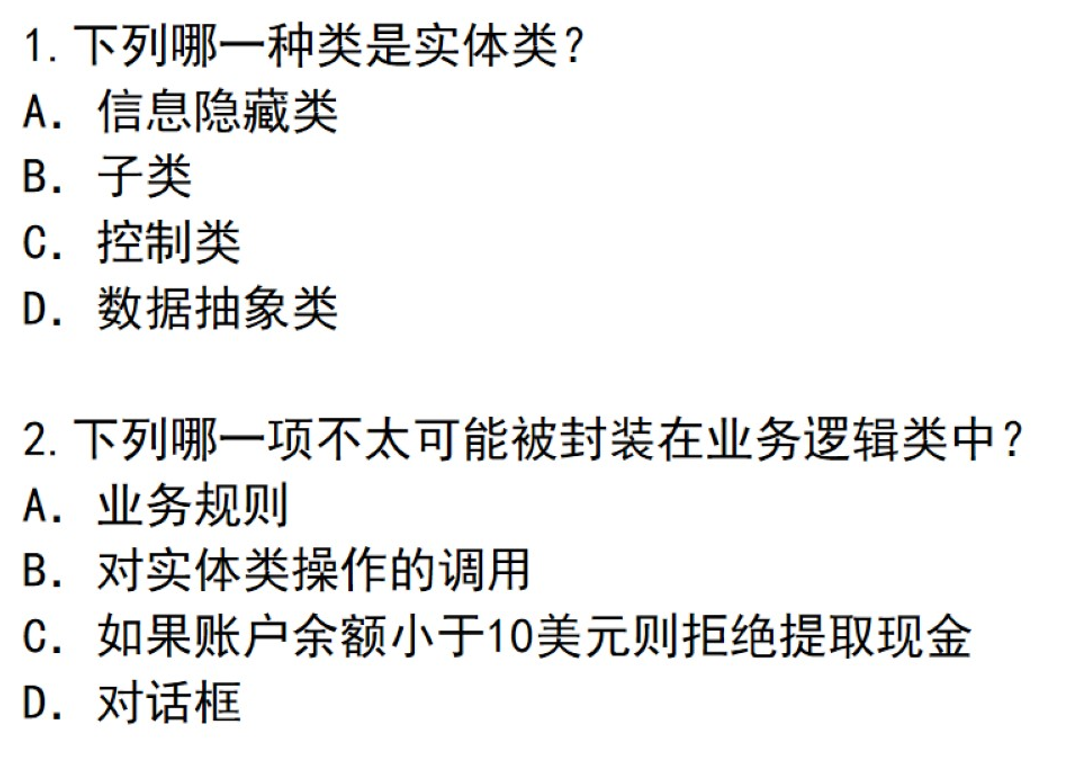 1.下列哪一种类是实体类?
A. 信息隐藏类
B. 子类
C. 控制类
D. 数据抽象类
2.下列哪一项不太可能被封装在业务逻辑类中?
A. 业务规则
B. 对实体类操作的调用
C. 如果账户余额小于10美元则拒绝提取现金
D. 对话框